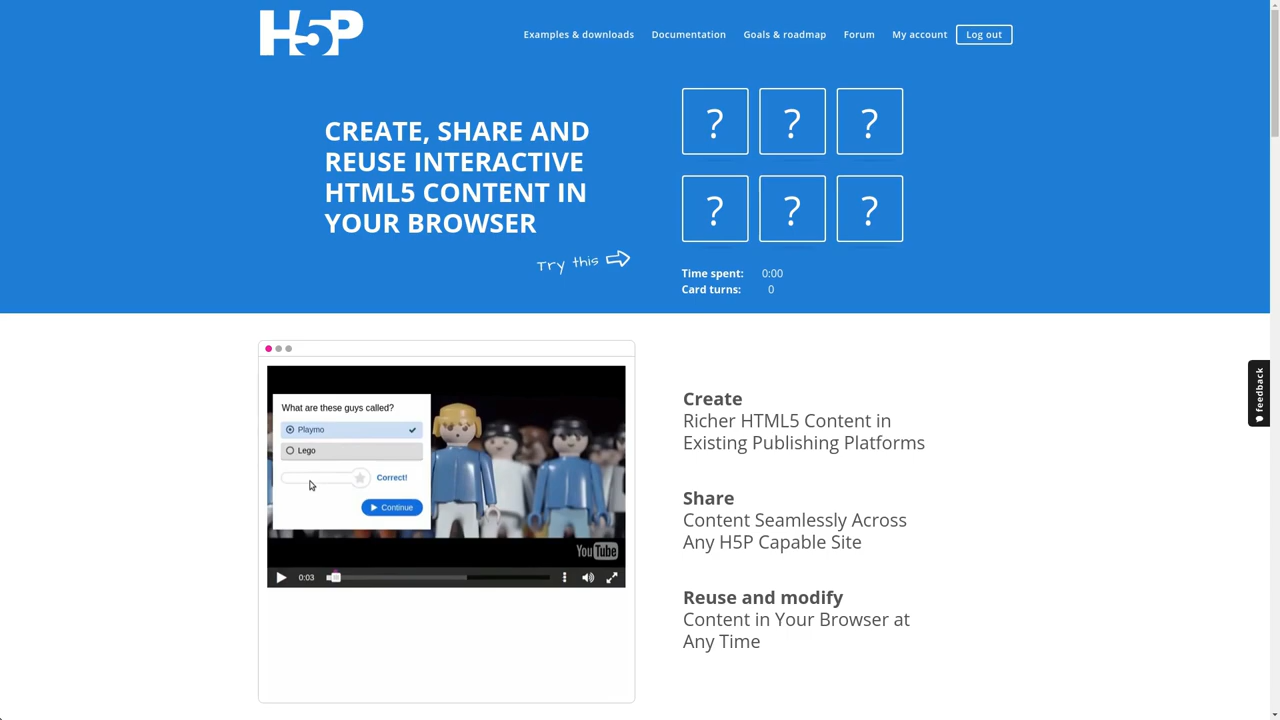 H5P
Examples & downloads
Documentation
Goals & roadmap
Forum
My account
Log out
CREATE, SHARE AND
REUSE INTERACTIVE
HTML5 CONTENT IN
YOUR BROWSER
Try this
? ? ?
? ? ?
Time spent: 0:00
Card turns: 0
What are these guys called?
Playmo
Lego
Correct!
Continue
YouTube
0:03
Create
Richer HTML5 Content in
Existing Publishing Platforms
Share
Content Seamlessly Across
Any H5P Capable Site
Reuse and modify
Content in Your Browser at
Any Time
feedback